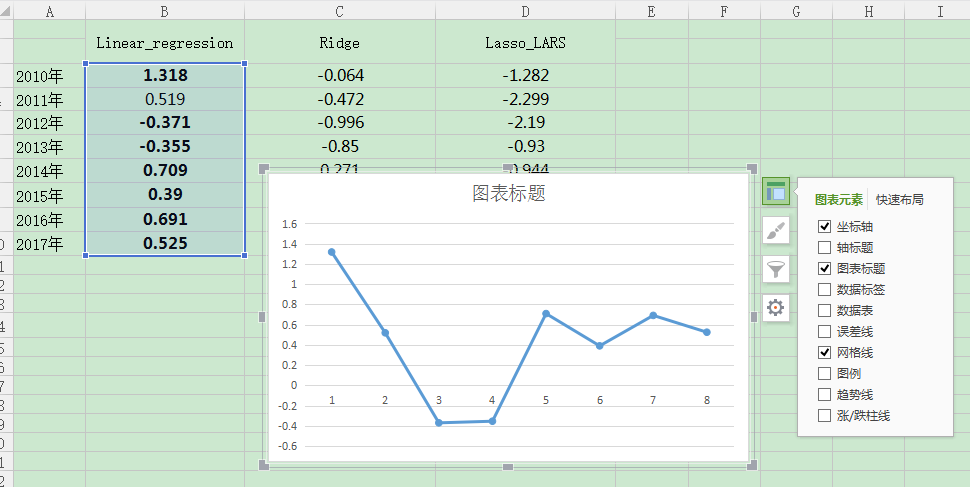 A B C D E F G H I
Linear_regression Ridge Lasso_LARS
2010年 1.318 -0.064 -1.282
2011年 0.519 -0.472 -2.299
2012年 -0.371 -0.996 -2.19
2013年 -0.355 -0.85 -0.93
2014年 0.709 0.271 -0.944
2015年 0.39
2016年 0.691
2017年 0.525
图表标题
1.6
1.4
1.2
1
0.8
0.6
0.4
0.2
0
-0.2
-0.4
-0.6
1 2 3 4 5 6 7 8
图表元素 快速布局
坐标轴
轴标题
图表标题
数据标签
数据表
误差线
网格线
图例
趋势线
涨/跌柱线